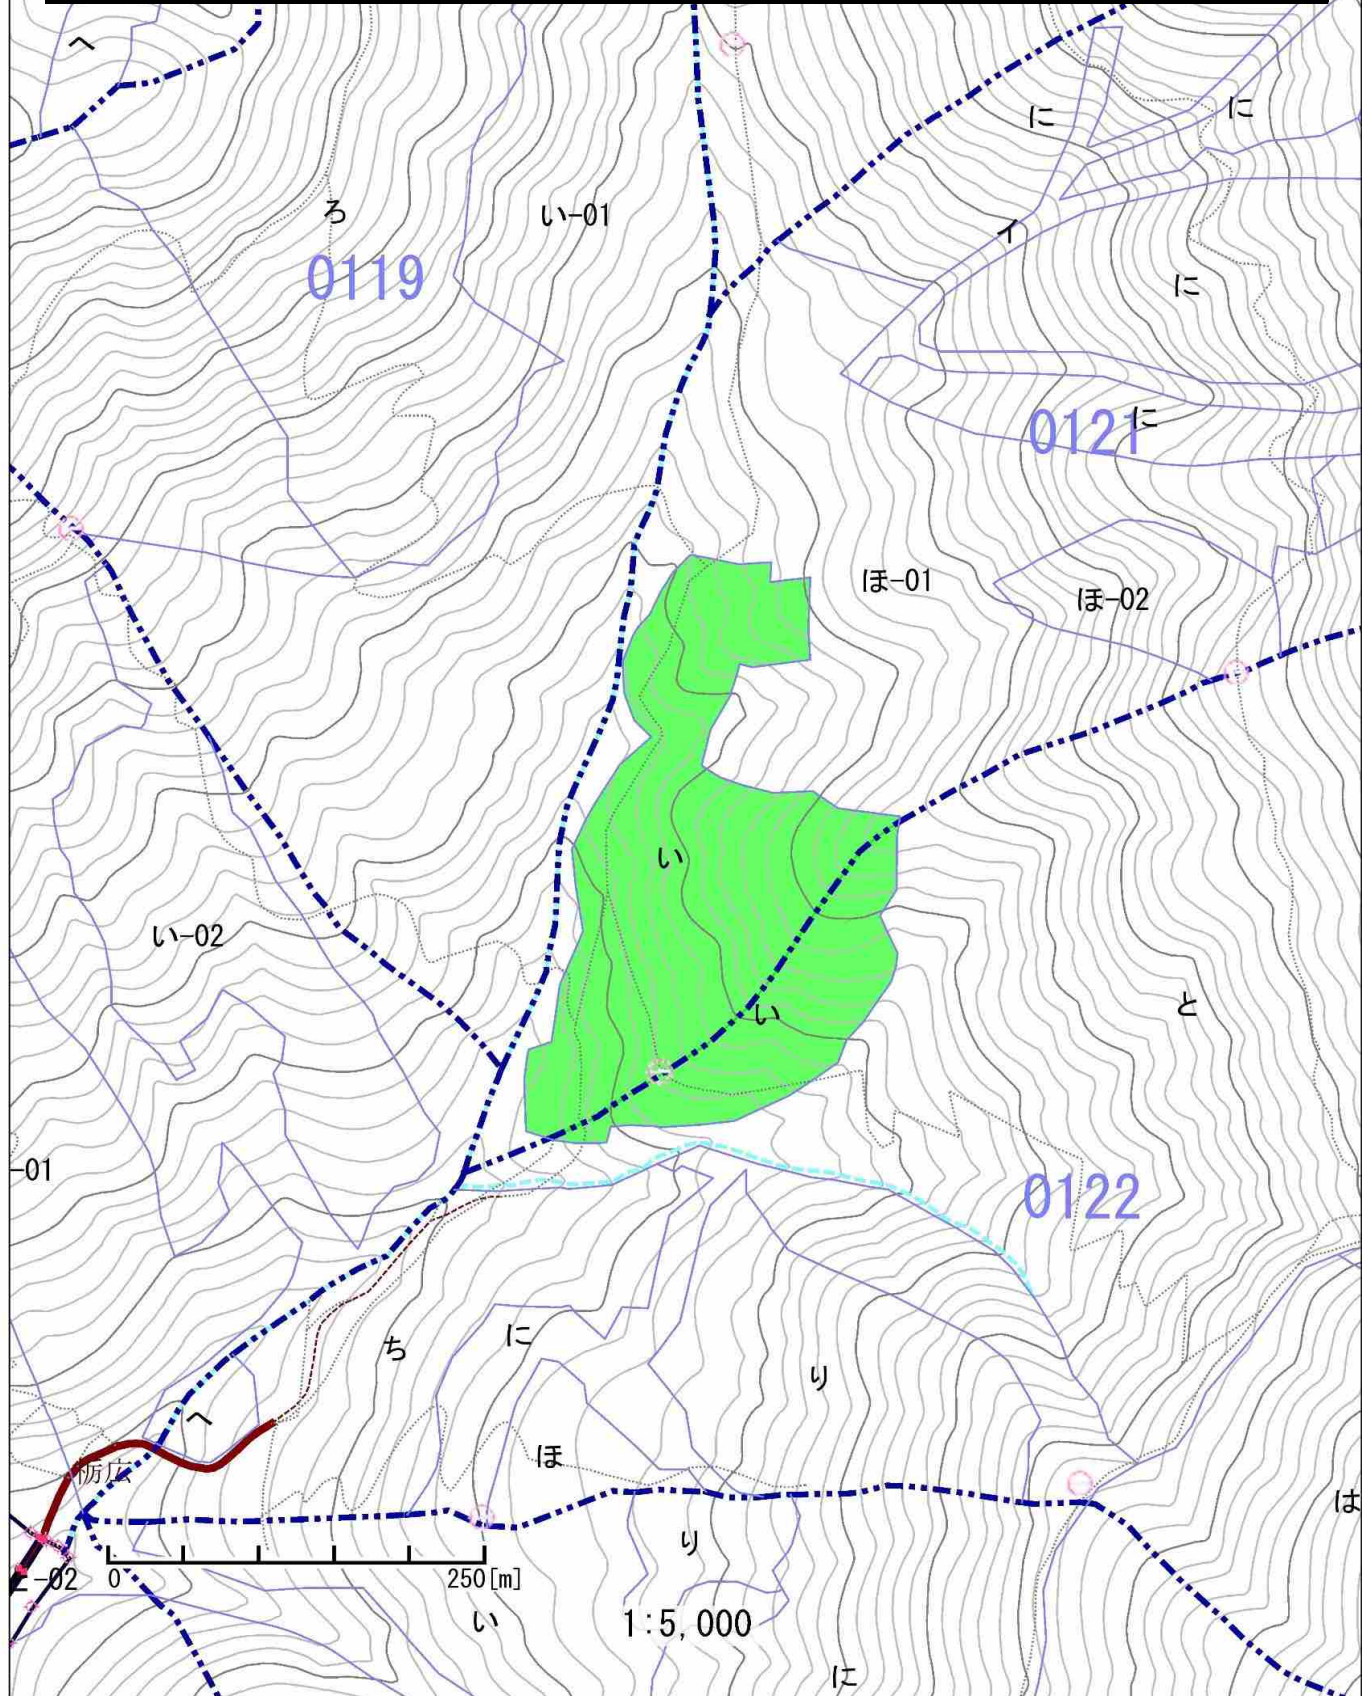 へ
に
に
ろ
い-01
イ
0119
に
0121
に
ほ-01
ほ-02
い
い-02
と
い
-01
0122
ち
に
り
へ
ほ
栃広
は
り
-02
0
250[m]
い
1:5,000
に